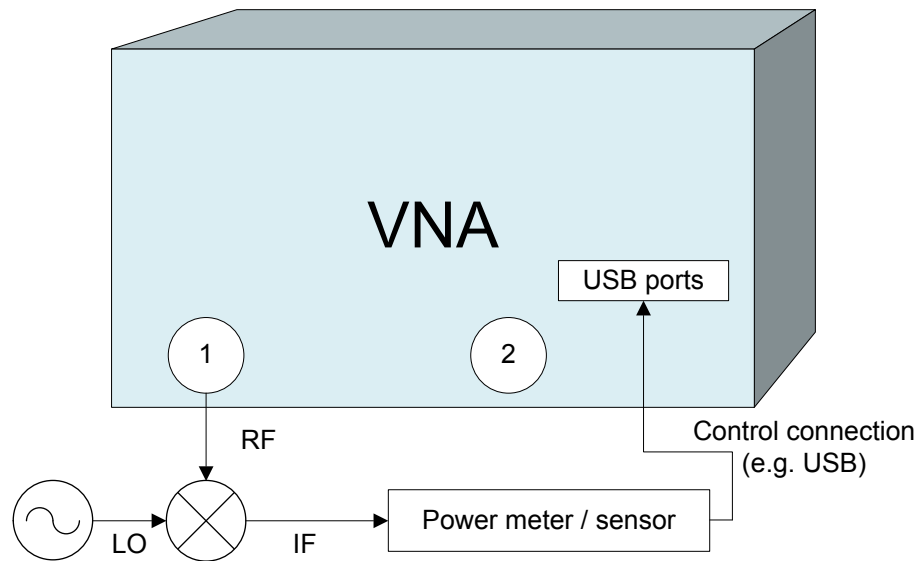 VNA
USB ports
1
2
RF
Control connection
(e.g. USB)
LO
IF
Power meter / sensor